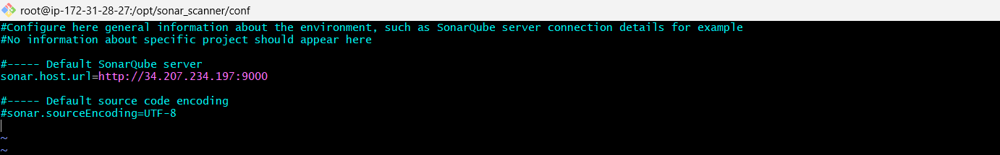 root@ip-172-31-28-27:/opt/sonar_scanner/conf
#Configure here general information about the environment, such as SonarQube server connection details for example
#No information about specific project should appear here
#----- Default SonarQube server
sonar.host.url=http://34.207.234.197:9000
#----- Default source code encoding
#sonar.sourceEncoding=UTF-8
~
~